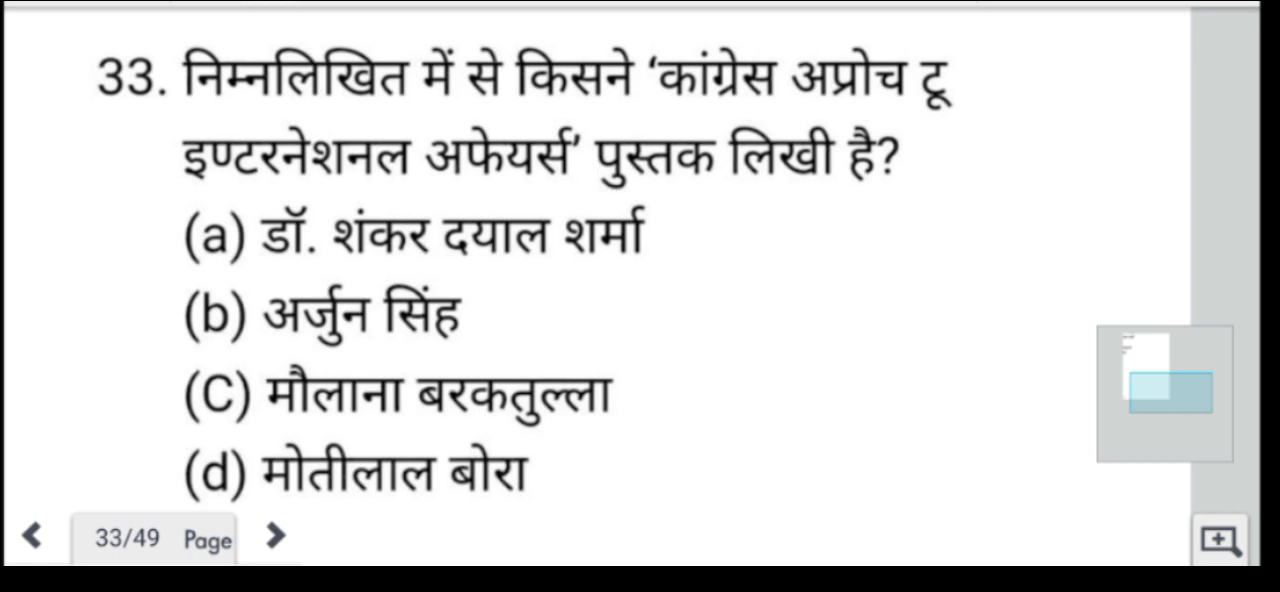 33. निम्नलिखित में से किसने ‘कांग्रेस अप्रोच टू
इण्टरनेशनल अफेयर्स’ पुस्तक लिखी है?
(a) डॉ. शंकर दयाल शर्मा
(b) अर्जुन सिंह
(C) मौलाना बरकतुल्ला
(d) मोतीलाल बोरा
33/49 Page